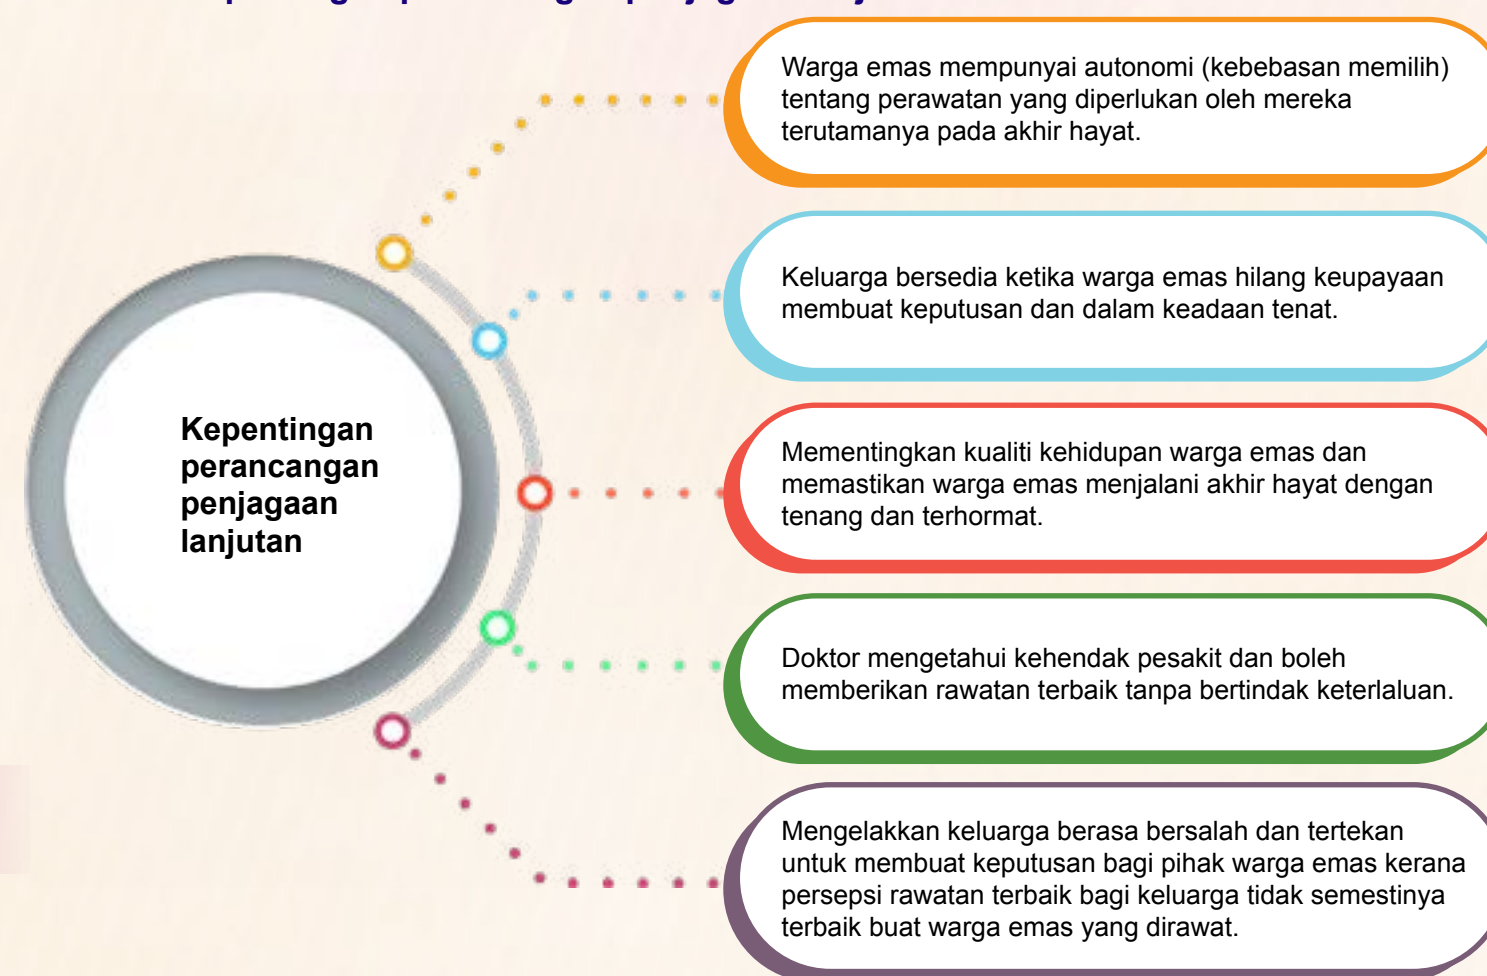 Kepentingan
perancangan
penjagaan
lanjutan
Warga emas mempunyai autonomi (kebebasan memilih)
tentang perawatan yang diperlukan oleh mereka
terutamanya pada akhir hayat.
Keluarga bersedia ketika warga emas hilang keupayaan
membuat keputusan dan dalam keadaan tenat.
Mementingkan kualiti kehidupan warga emas dan
memastikan warga emas menjalani akhir hayat dengan
tenang dan terhormat.
Doktor mengetahui kehendak pesakit dan boleh
memberikan rawatan terbaik tanpa bertindak keterlaluan.
Mengelakkan keluarga berasa bersalah dan tertekan
untuk membuat keputusan bagi pihak warga emas kerana
persepsi rawatan terbaik bagi keluarga tidak semestinya
terbaik buat warga emas yang dirawat.